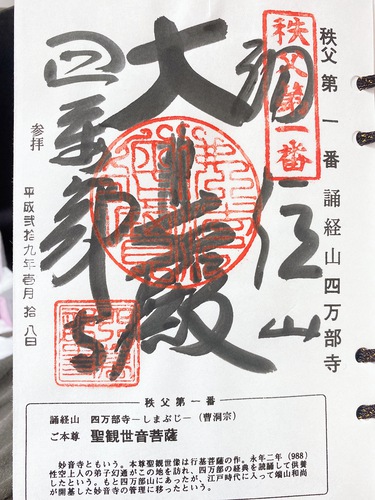 秩父第一番 誦経山四万部寺
秩父第一番
誦経山
大悲殿
四萬部寺
参拝 平成弐拾九年壱月拾八日
秩父第一番
誦経山 四万部寺－しまぶじ－（曹洞宗）
ご本尊 聖観世音菩薩
妙音寺ともいう。本尊聖観世像は行基菩薩の作。永年二年（988）
性空上人の弟子幻通がこの地を訪れ、四万部の経典を読誦して供養
したという。もと四万部山にあったが、江戸時代に入って端山和尚
が開基した妙音寺の管理に移ったという。